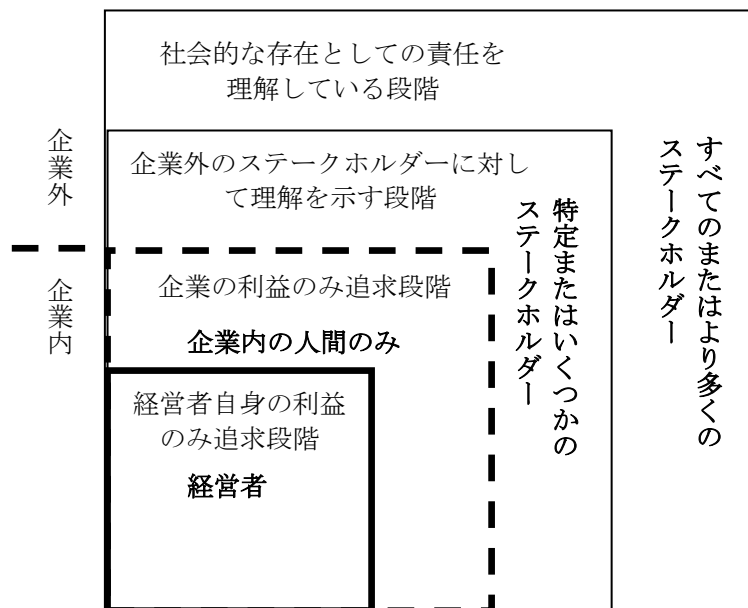 社会的な存在としての責任を
理解している段階
企業外
企業外のステークホルダーに対し
て理解を示す段階
すべてのまたはより多くの
ステークホルダー
特定またはいくつかの
ステークホルダー
企業内
企業の利益のみ追求段階
企業内の人間のみ
経営者自身の利益
のみ追求段階
経営者